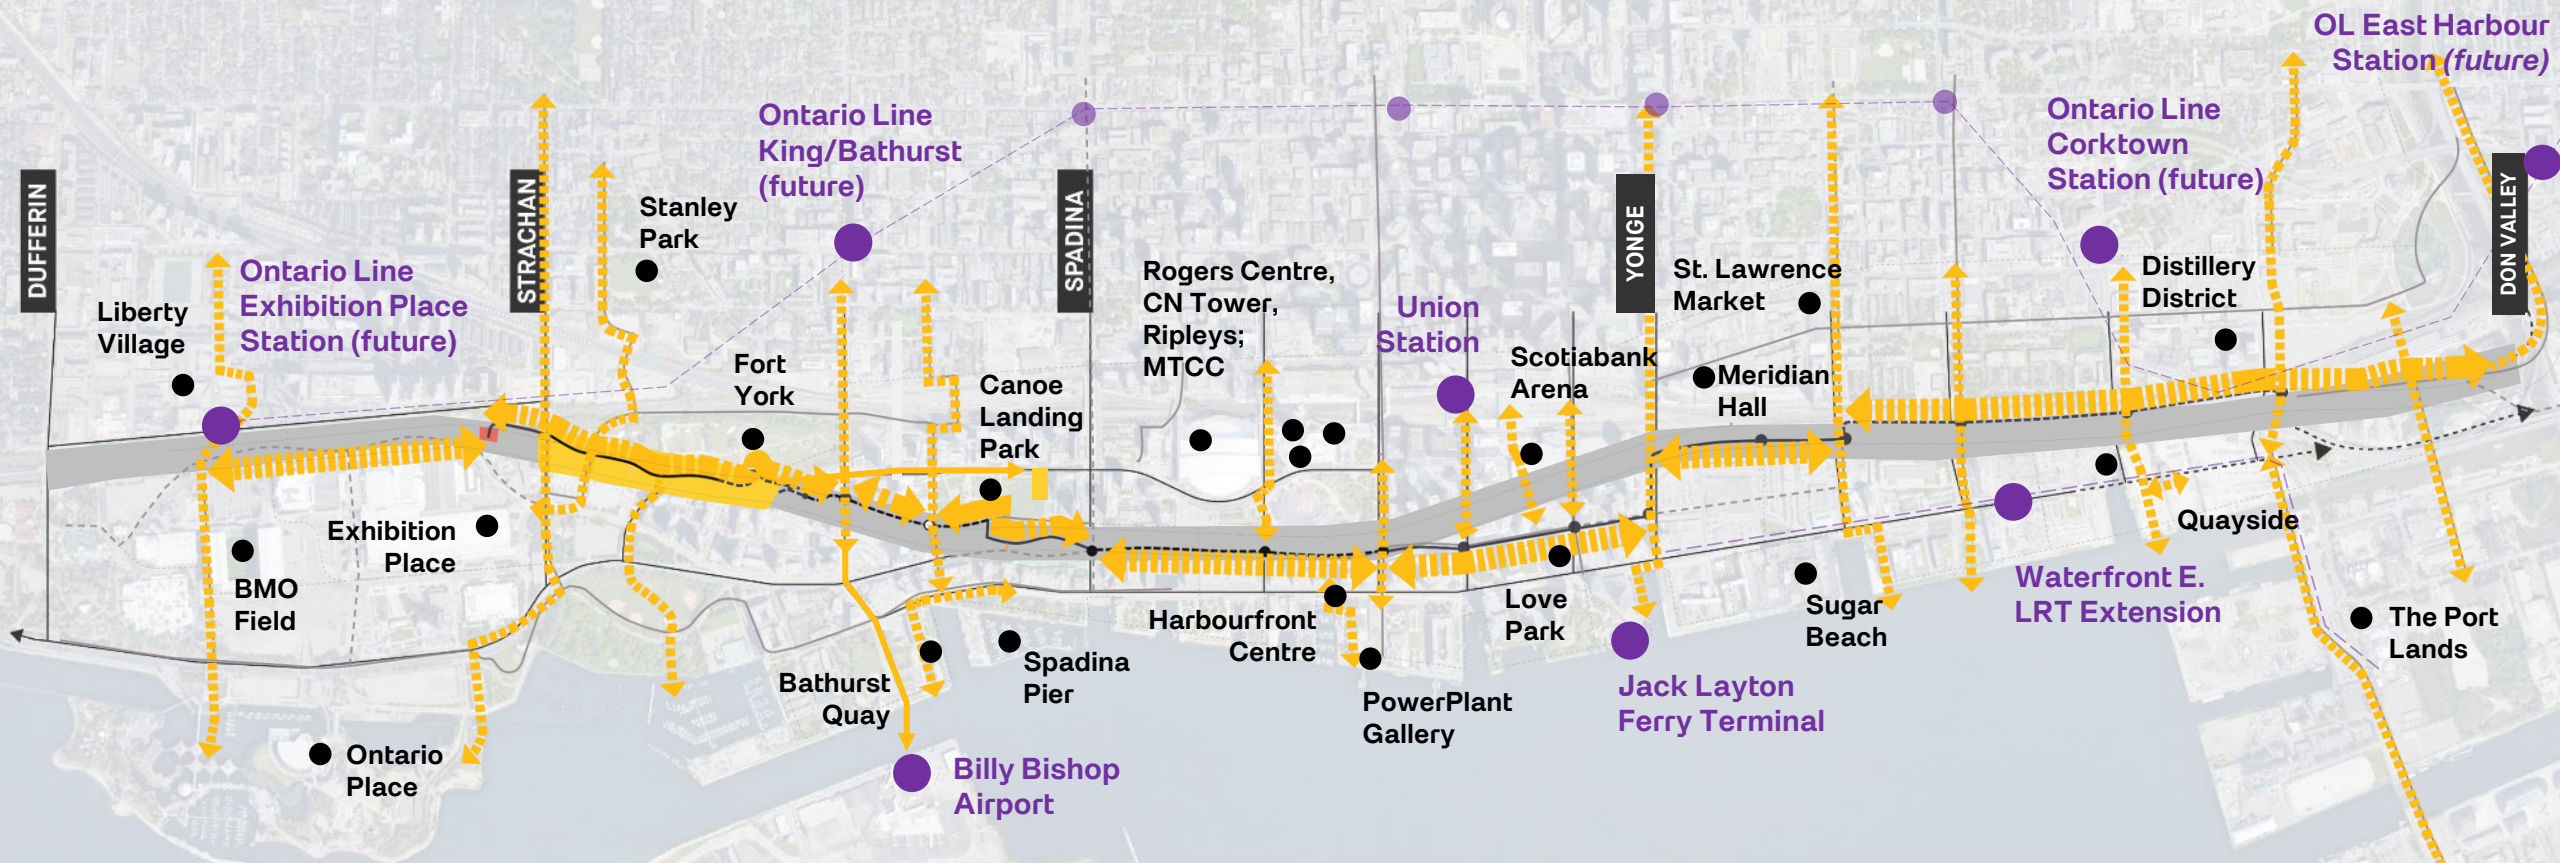 OL East Harbour
Station (future)
Ontario Line
King/Bathurst
(future)
Ontario Line
Corktown
Station (future)
DUFFERIN
STRACHAN
SPADINA
YONGE
DON VALLEY
Stanley
Park
Ontario Line
Exhibition Place
Station (future)
Liberty
Village
Rogers Centre,
CN Tower,
Ripleys;
MTCC
Union
Station
St. Lawrence
Market
Distillery
District
Fort
York
Canoe
Landing
Park
Scotiabank
Arena
Meridian
Hall
Exhibition
Place
BMO
Field
Quayside
Waterfront E.
LRT Extension
Harbourfront
Centre
Love
Park
Sugar
Beach
The Port
Lands
Bathurst
Quay
Spadina
Pier
PowerPlant
Gallery
Jack Layton
Ferry Terminal
Ontario
Place
Billy Bishop
Airport